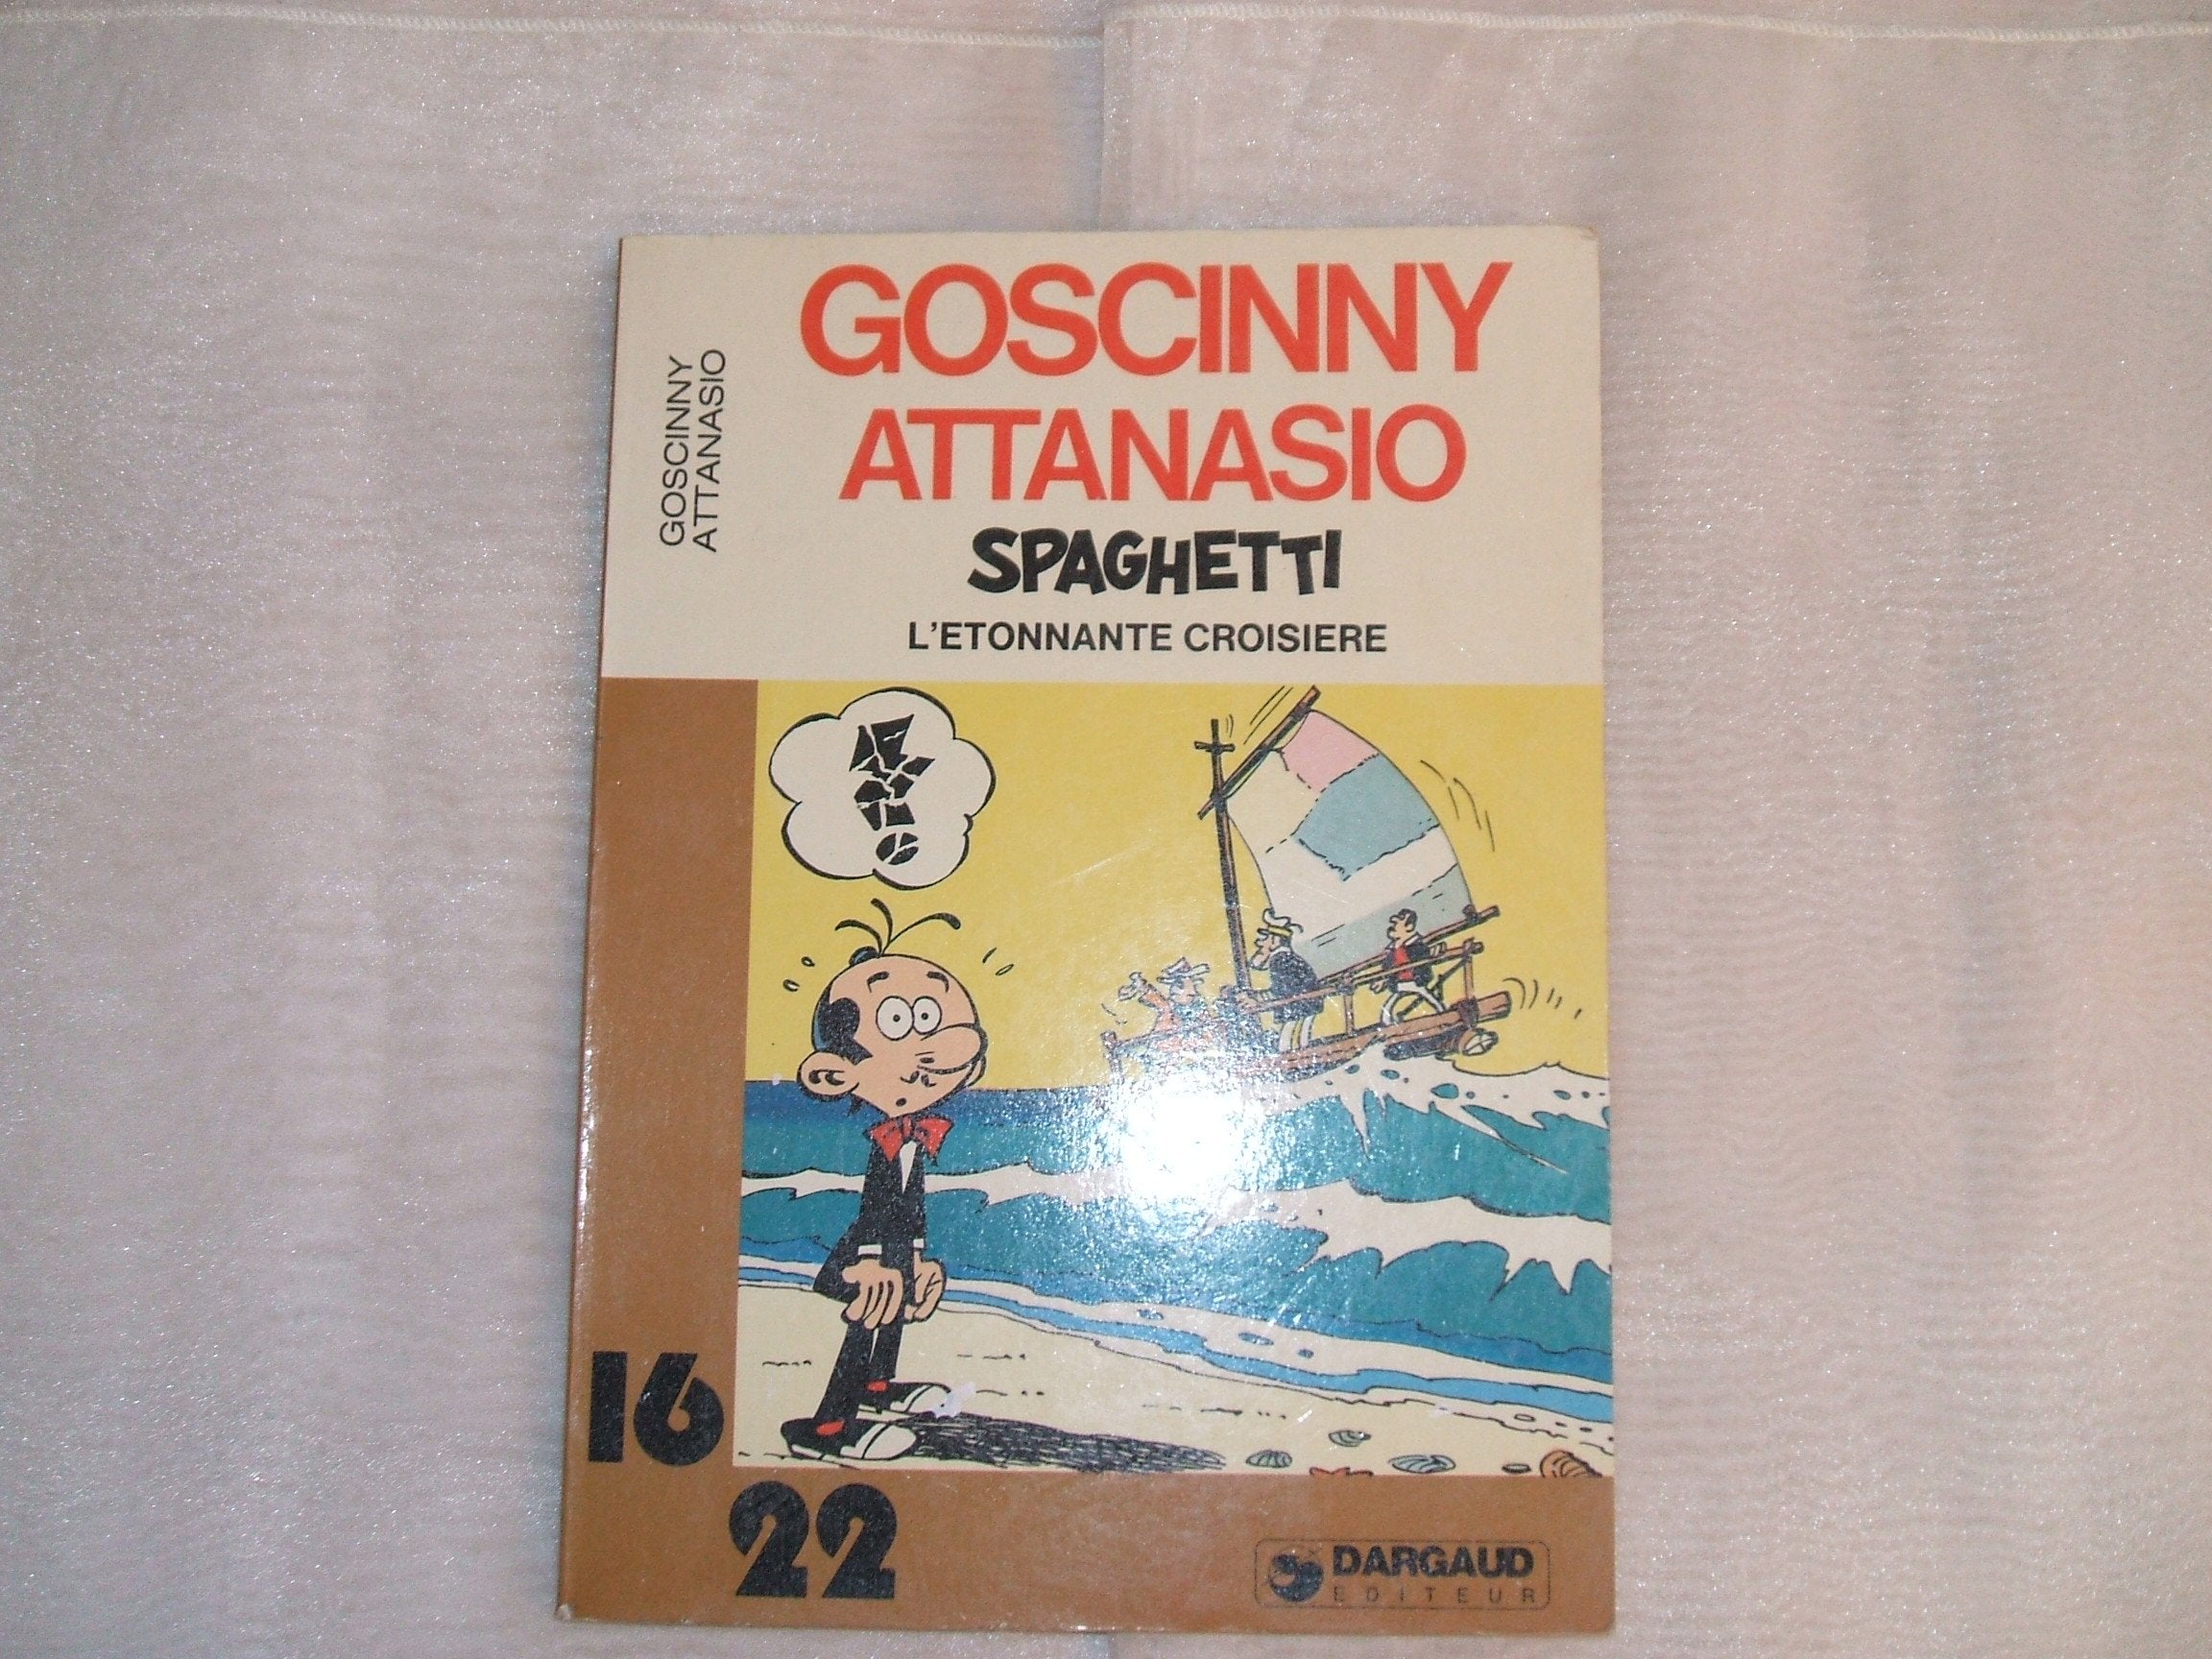 GOSCINNY
ATTANASIO
GOSCINNY
ATTANASIO
SPAGHETTI
L'ETONNANTE CROISIERE
16
22
DARGAUD
EDITEUR